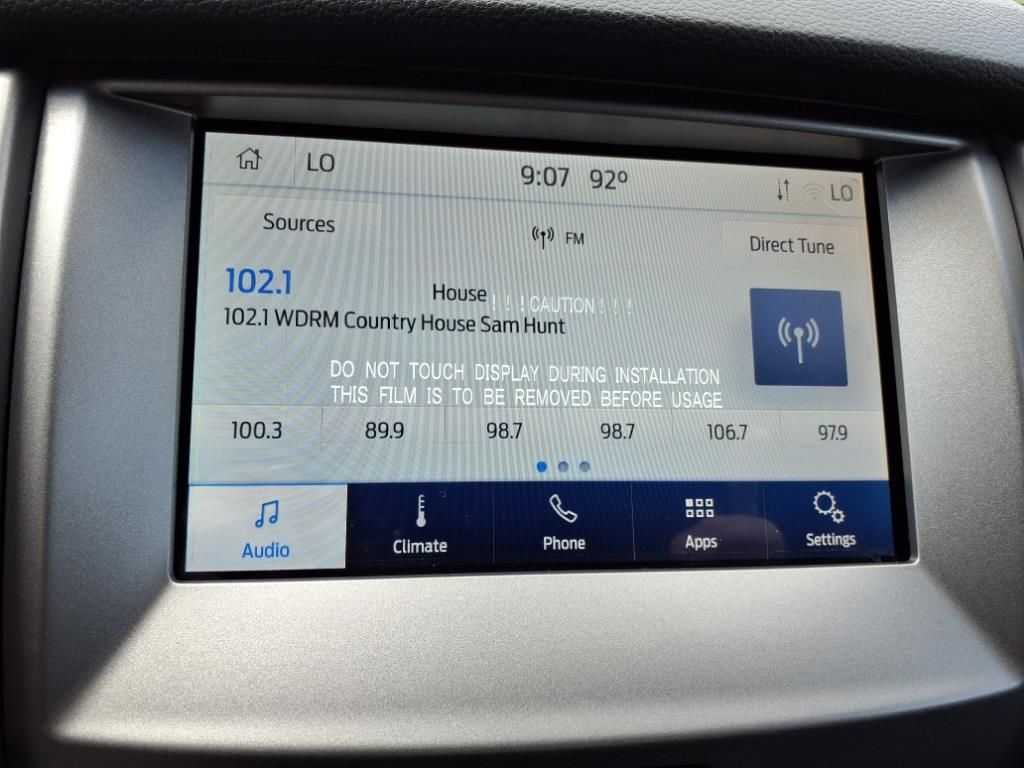 LO 9:07 92° LO
Sources FM Direct Tune
102.1
House
! ! ! CAUTION ! ! !
102.1 WDRM Country House Sam Hunt
DO NOT TOUCH DISPLAY DURING INSTALLATION
THIS FILM IS TO BE REMOVED BEFORE USAGE
100.3 89.9 98.7 98.7 106.7 97.9
Audio Climate Phone Apps Settings